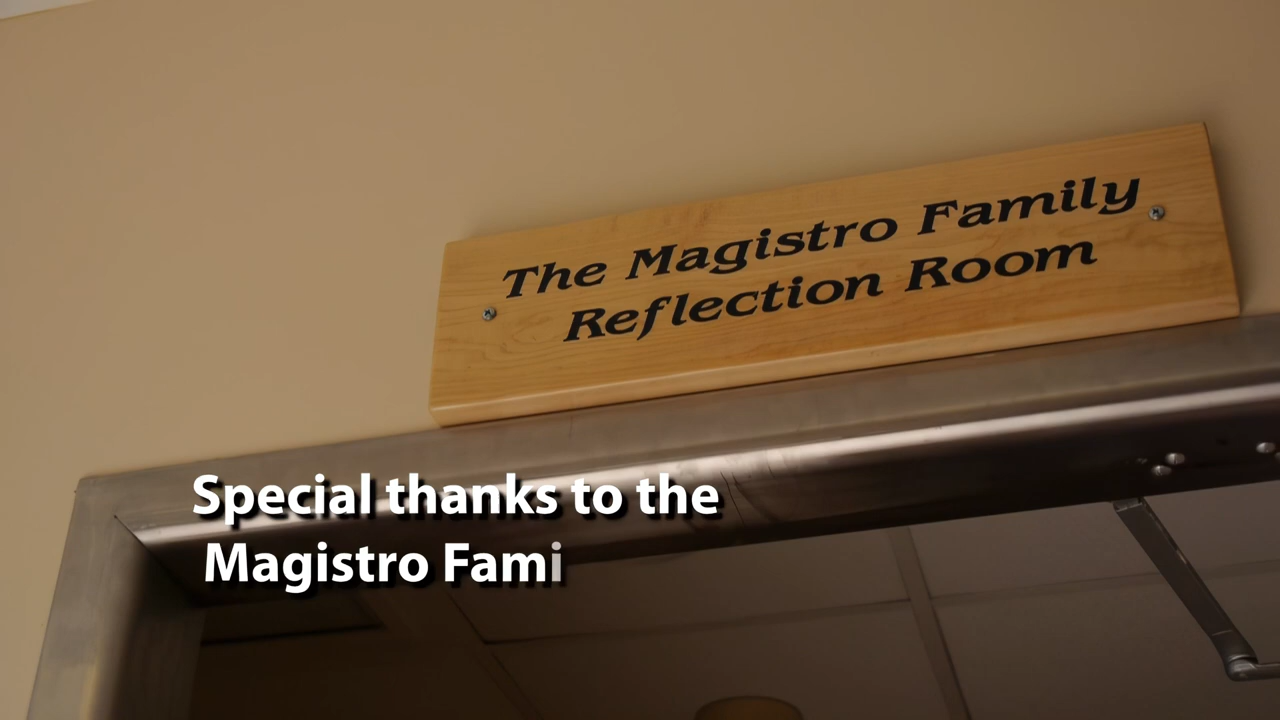 The Magistro Family
Reflection Room
Special thanks to the
Magistro Fami